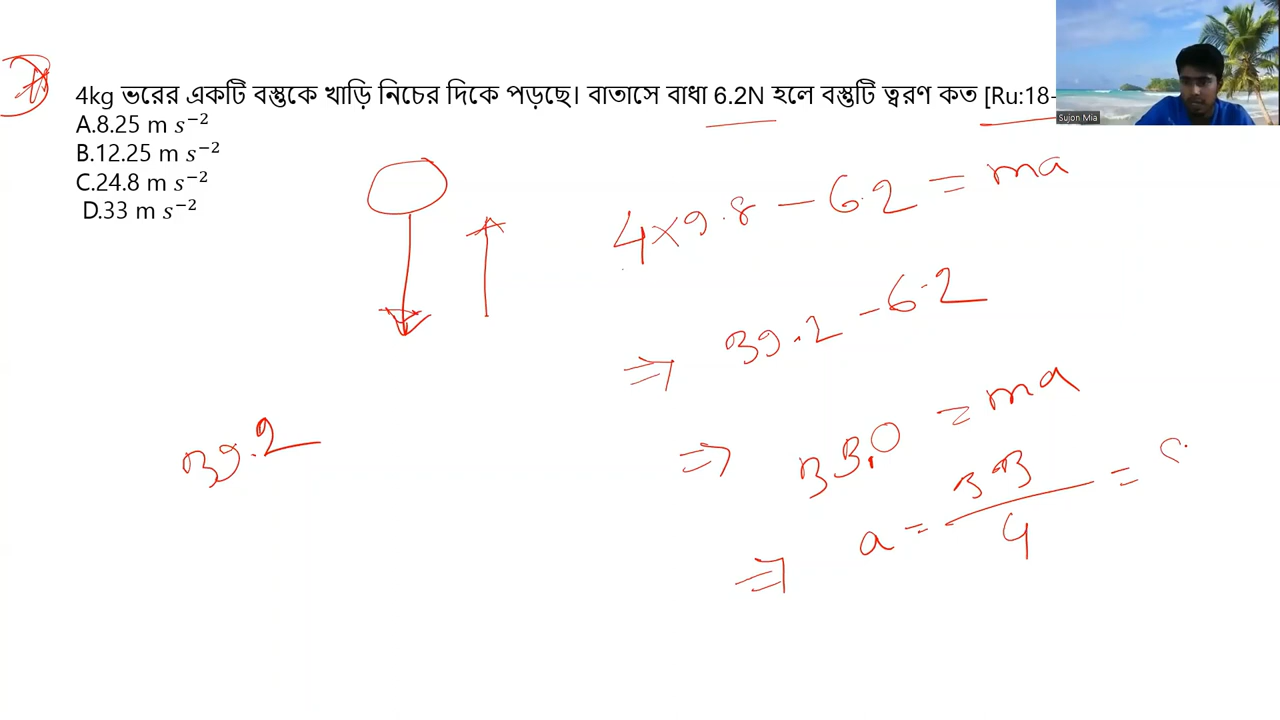 4kg ভরের একটি বস্তুকে খাড়ি নিচের দিকে পড়ছে। বাতাসে বাধা 6.2N হলে বস্তুটি ত্বরণ কত [Ru:18-
A.8.25 m s⁻²
B.12.25 m s⁻²
C.24.8 m s⁻²
D.33 m s⁻²
Sujon Mia
4×9.8 – 6.2 = ma
⇒ 39.2 – 6.2
39.2
⇒ 33.0 = ma
⇒ a = 33/4 =